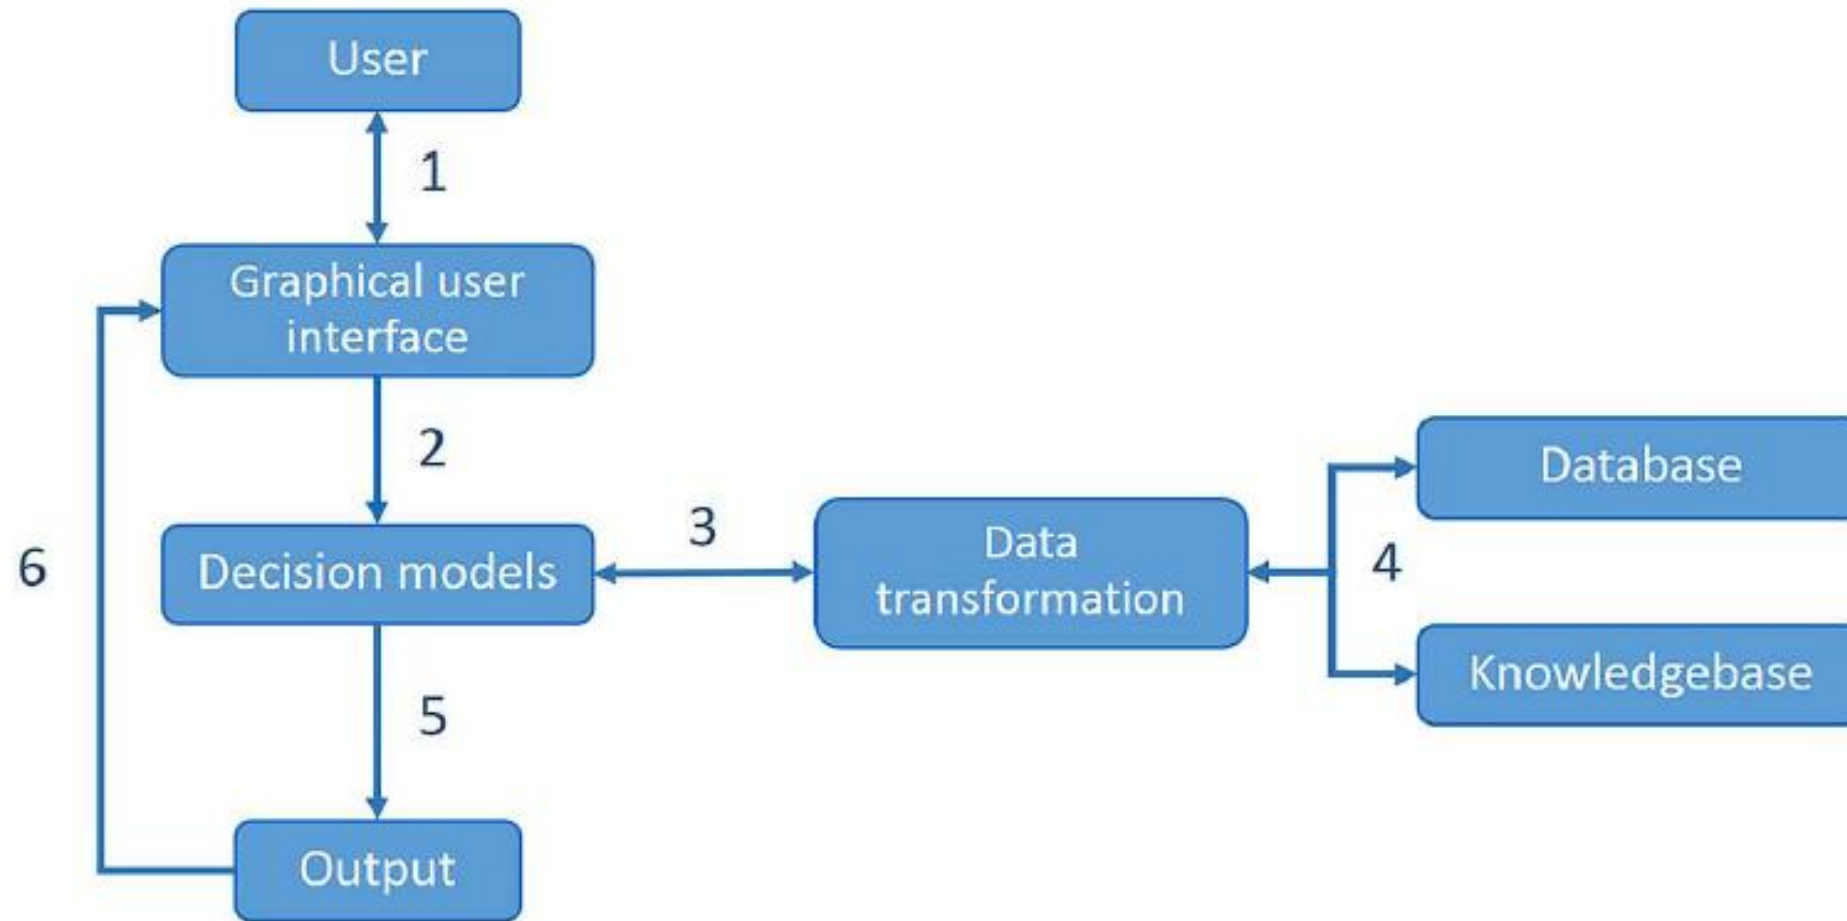 User
1
Graphical user
interface
2
Decision models
3
Data
transformation
4
Database
Knowledgebase
5
6
Output